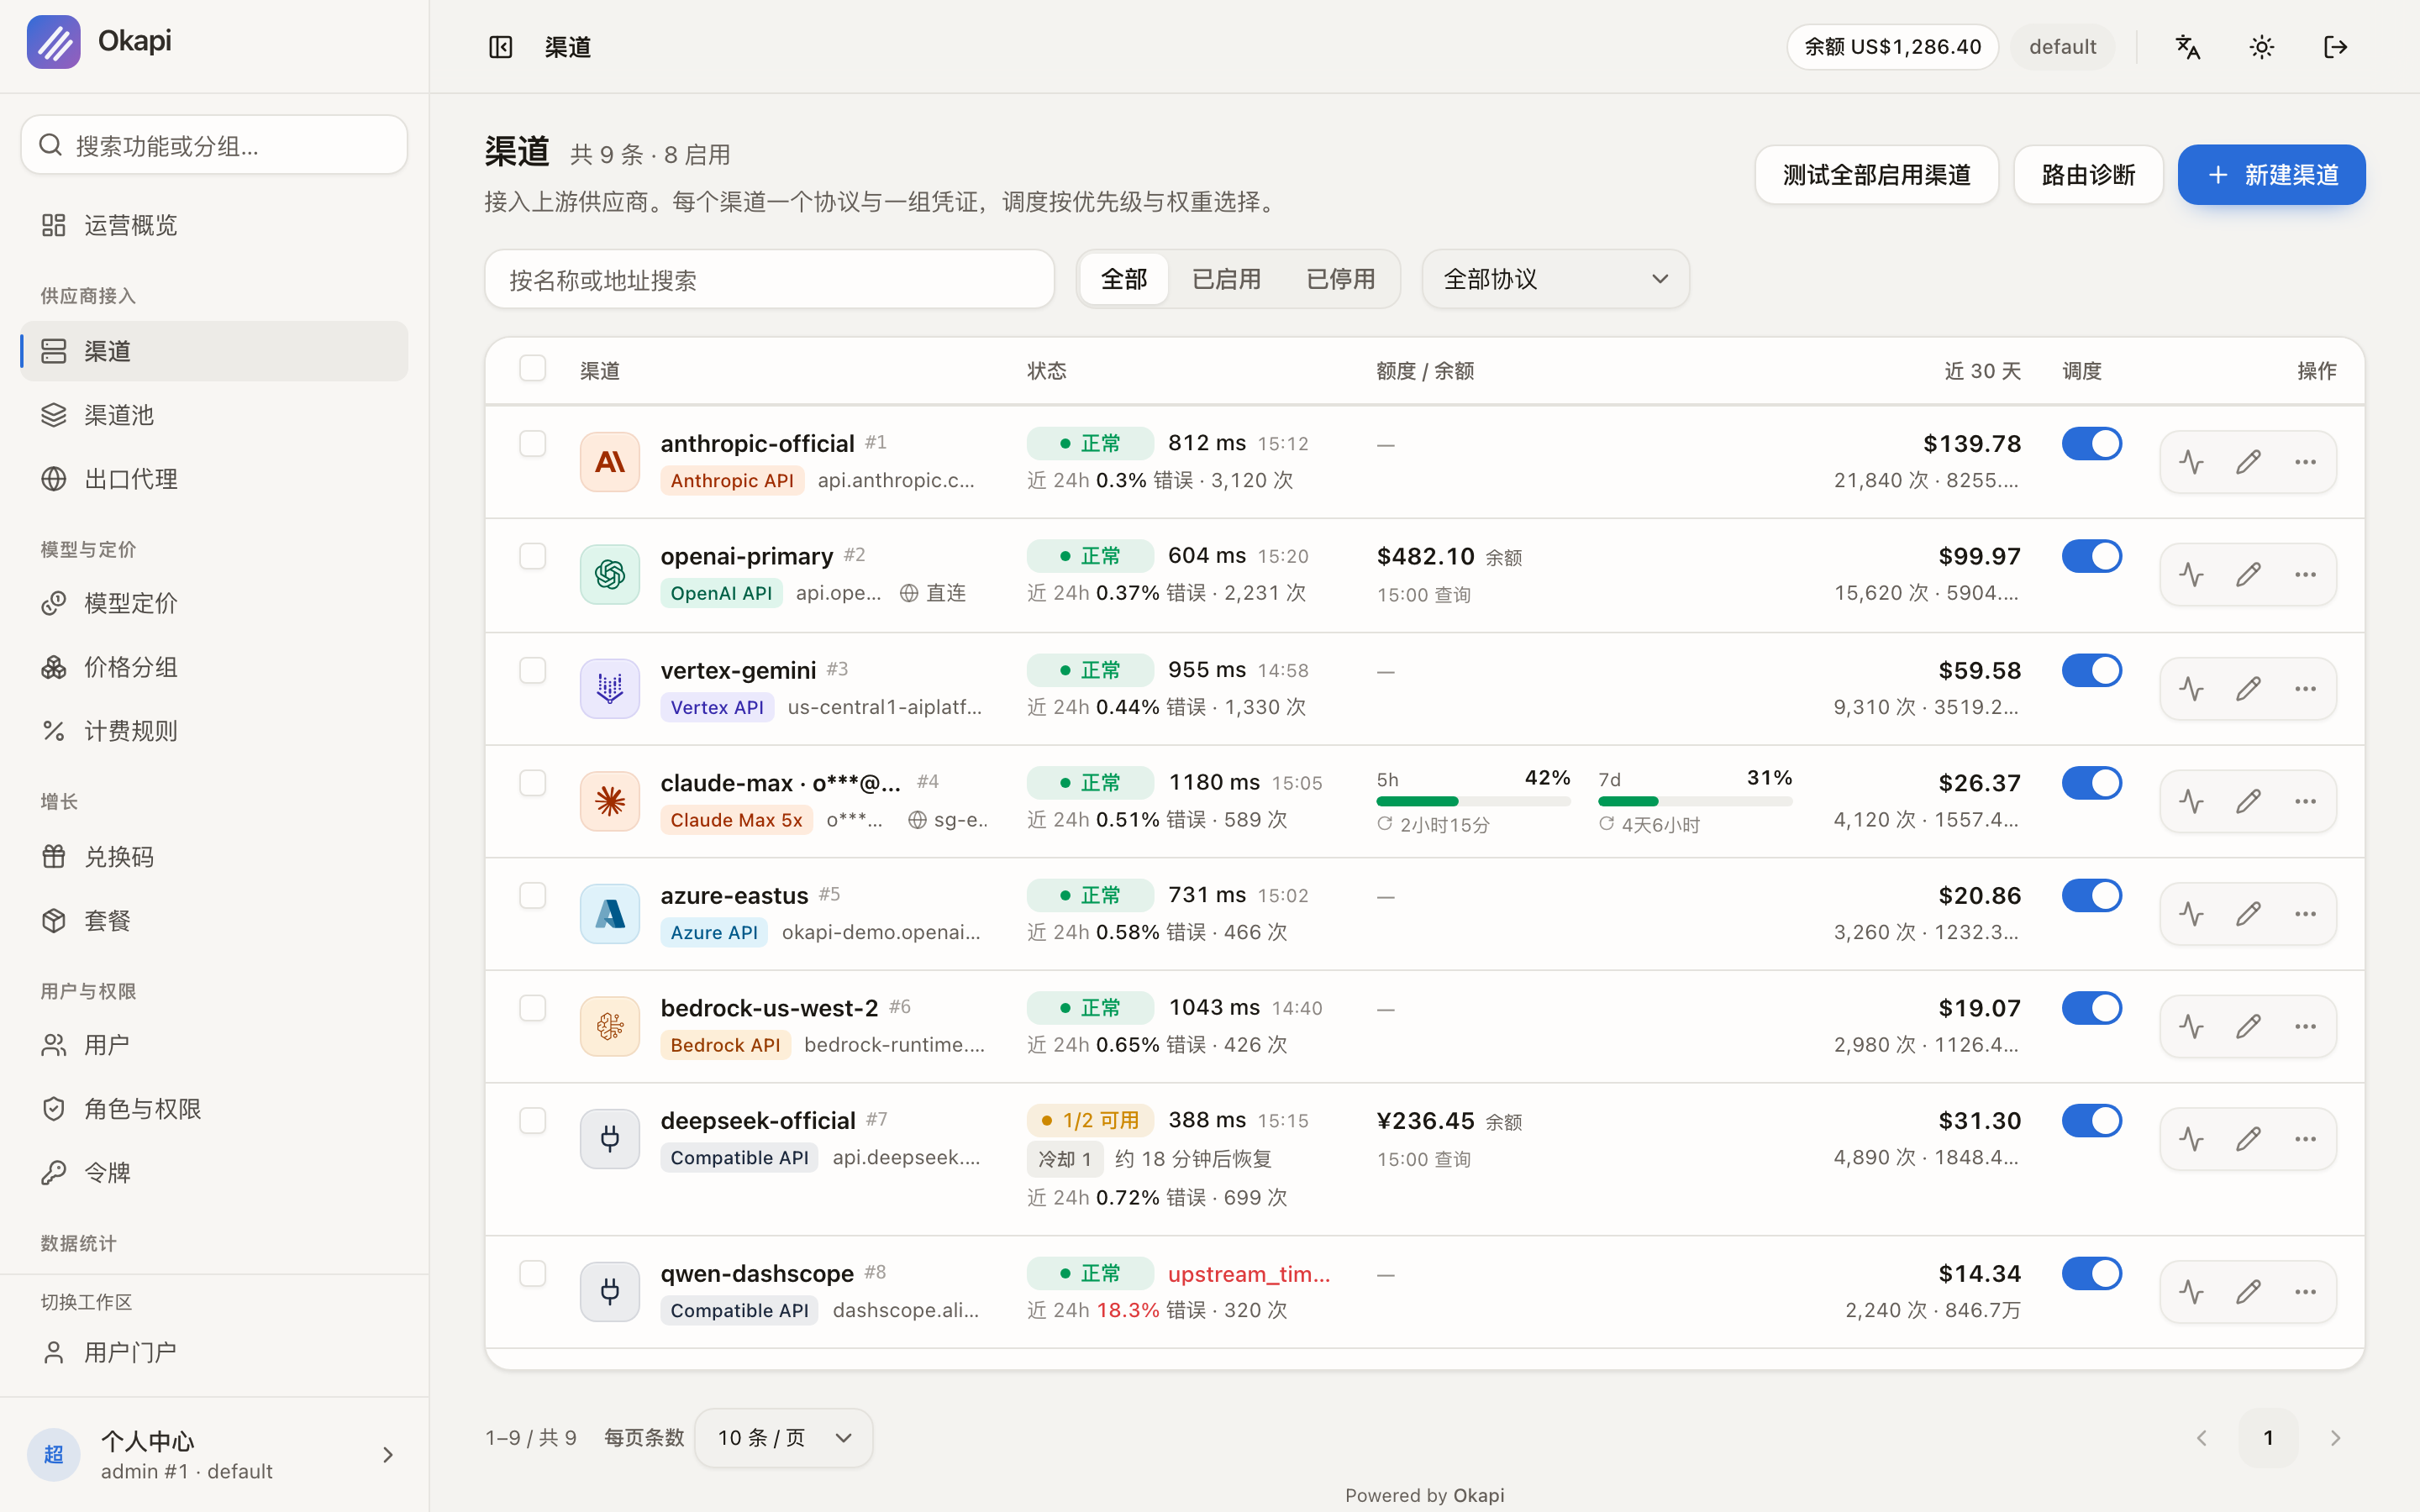 Okapi
搜索功能或分组...
运营概览
供应商接入
渠道
渠道池
出口代理
模型与定价
模型定价
价格分组
计费规则
增长
兑换码
套餐
用户与权限
用户
角色与权限
令牌
数据统计
切换工作区
用户门户
超
个人中心
admin #1 · default
渠道
余额 US$1,286.40
default
渠道 共 9 条 · 8 启用
接入上游供应商。每个渠道一个协议与一组凭证，调度按优先级与权重选择。
测试全部启用渠道
路由诊断
新建渠道
按名称或地址搜索
全部 已启用 已停用
全部协议
渠道 状态 额度 / 余额 近 30 天 调度 操作
anthropic-official #1 正常 812 ms 15:12 — $139.78
Anthropic API api.anthropic.c... 近 24h 0.3% 错误 · 3,120 次 21,840 次 · 8255....
openai-primary #2 正常 604 ms 15:20 $482.10 余额 $99.97
OpenAI API api.ope... 直连 近 24h 0.37% 错误 · 2,231 次 15:00 查询 15,620 次 · 5904....
vertex-gemini #3 正常 955 ms 14:58 — $59.58
Vertex API us-central1-aiplatf... 近 24h 0.44% 错误 · 1,330 次 9,310 次 · 3519.2...
claude-max · o***@... #4 正常 1180 ms 15:05 5h 42% 7d 31% $26.37
Claude Max 5x o***... sg-e.. 近 24h 0.51% 错误 · 589 次 2小时15分 4天6小时 4,120 次 · 1557.4...
azure-eastus #5 正常 731 ms 15:02 — $20.86
Azure API okapi-demo.openai... 近 24h 0.58% 错误 · 466 次 3,260 次 · 1232.3...
bedrock-us-west-2 #6 正常 1043 ms 14:40 — $19.07
Bedrock API bedrock-runtime.... 近 24h 0.65% 错误 · 426 次 2,980 次 · 1126.4...
deepseek-official #7 1/2 可用 388 ms 15:15 ¥236.45 余额 $31.30
Compatible API api.deepseek.... 冷却 1 约 18 分钟后恢复 15:00 查询 4,890 次 · 1848.4...
近 24h 0.72% 错误 · 699 次
qwen-dashscope #8 正常 upstream_tim... — $14.34
Compatible API dashscope.ali... 近 24h 18.3% 错误 · 320 次 2,240 次 · 846.7万
1–9 / 共 9 每页条数 10 条 / 页 1
Powered by Okapi